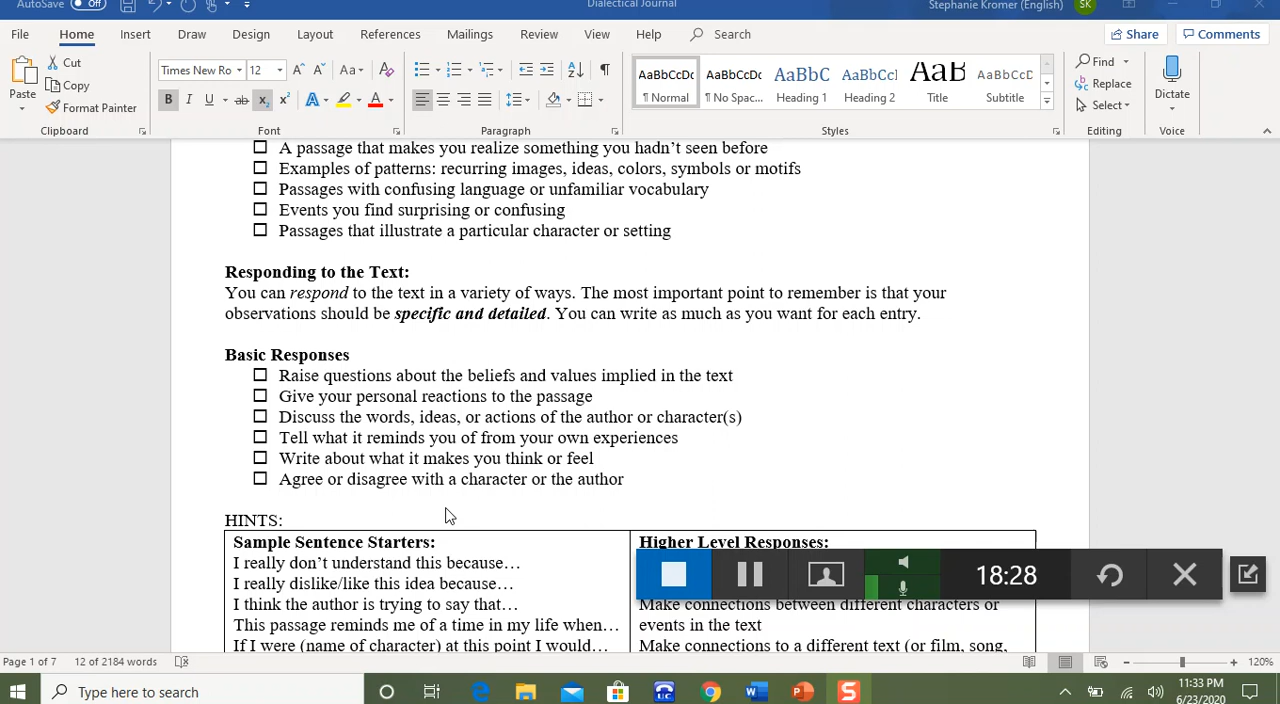 AutoSave Off
Dialectical Journal
Stephanie Kromer (English) SK
File Home Insert Draw Design Layout References Mailings Review View Help Search Share Comments
Paste
Cut
Copy
Format Painter
Times New Ro 12 Aa
B I U ab x₂ x² A A
AaBbCcDc AaBbCcDc AaBbC AaBbCcI AaB AaBbCcD
¶ Normal ¶ No Spac... Heading 1 Heading 2 Title Subtitle
Find
Replace
Select
Dictate
Clipboard Font Paragraph Styles Editing Voice
A passage that makes you realize something you hadn't seen before
Examples of patterns: recurring images, ideas, colors, symbols or motifs
Passages with confusing language or unfamiliar vocabulary
Events you find surprising or confusing
Passages that illustrate a particular character or setting
Responding to the Text:
You can respond to the text in a variety of ways. The most important point to remember is that your
observations should be specific and detailed. You can write as much as you want for each entry.
Basic Responses
Raise questions about the beliefs and values implied in the text
Give your personal reactions to the passage
Discuss the words, ideas, or actions of the author or character(s)
Tell what it reminds you of from your own experiences
Write about what it makes you think or feel
Agree or disagree with a character or the author
HINTS:
Sample Sentence Starters:
I really don't understand this because…
I really dislike/like this idea because…
I think the author is trying to say that…
This passage reminds me of a time in my life when…
If I were (name of character) at this point I would…
Higher Level Responses:
Make connections between different characters or
events in the text
Make connections to a different text (or film, song,
18:28
Page 1 of 7 12 of 2184 words 120%
Type here to search
UC
11:33 PM
6/23/2020